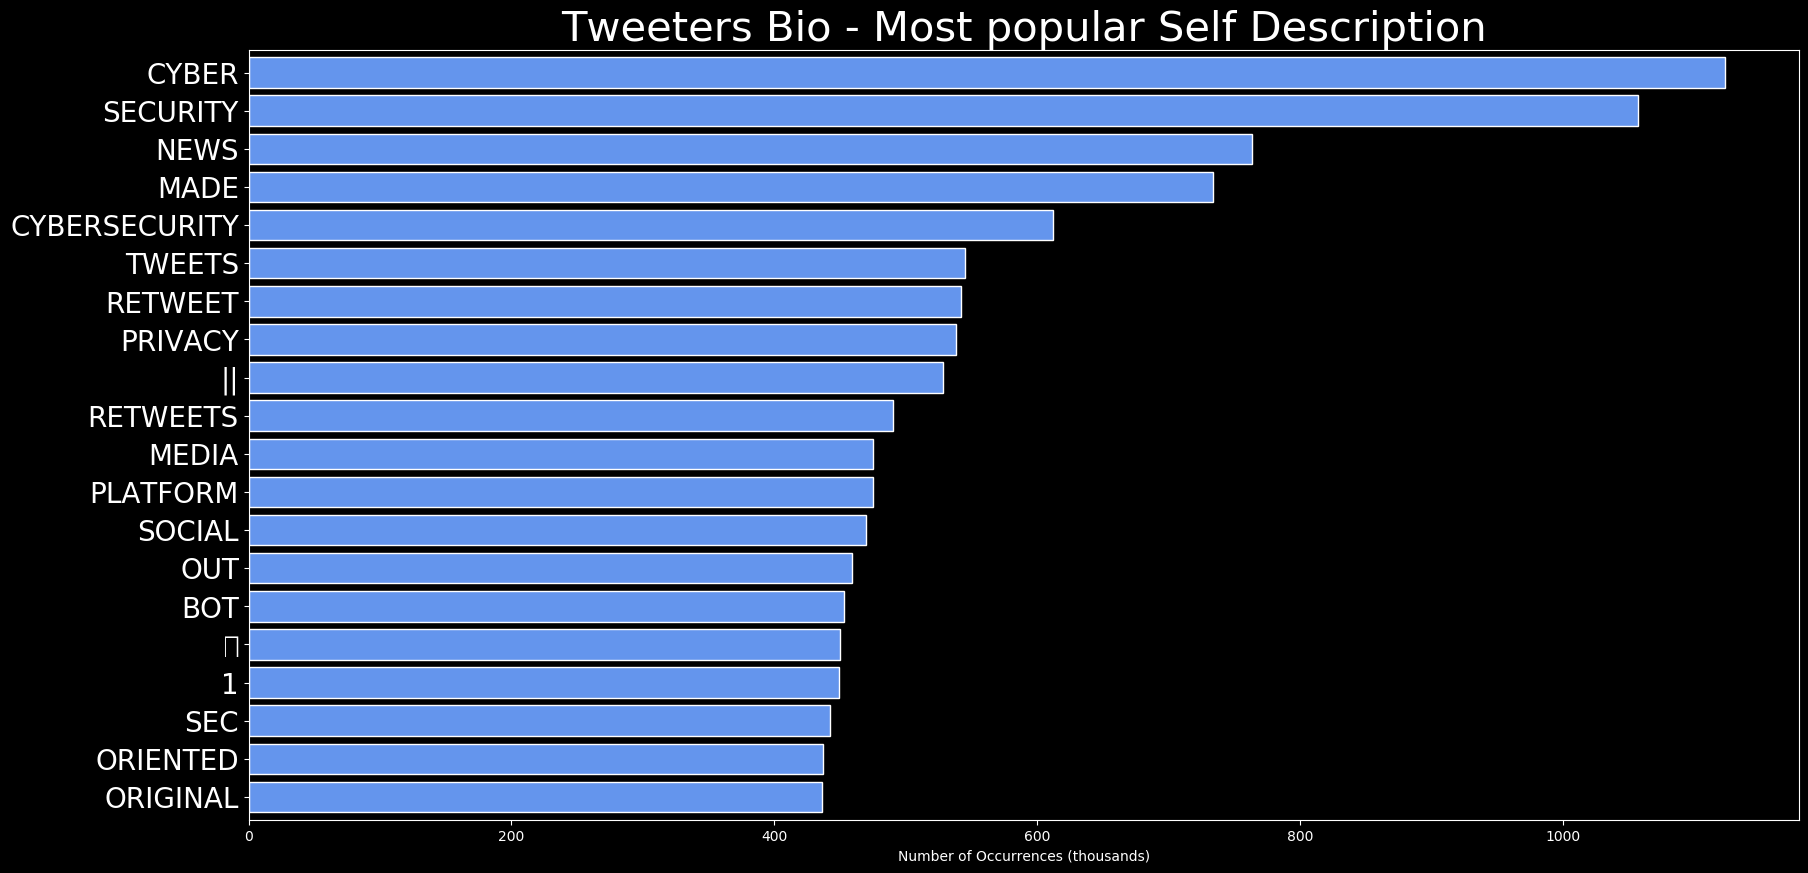 Tweeters Bio - Most popular Self Description
CYBER
SECURITY
NEWS
MADE
CYBERSECURITY
TWEETS
RETWEET
PRIVACY
||
RETWEETS
MEDIA
PLATFORM
SOCIAL
OUT
BOT
1
SEC
ORIENTED
ORIGINAL
0 200 400 600 800 1000
Number of Occurrences (thousands)